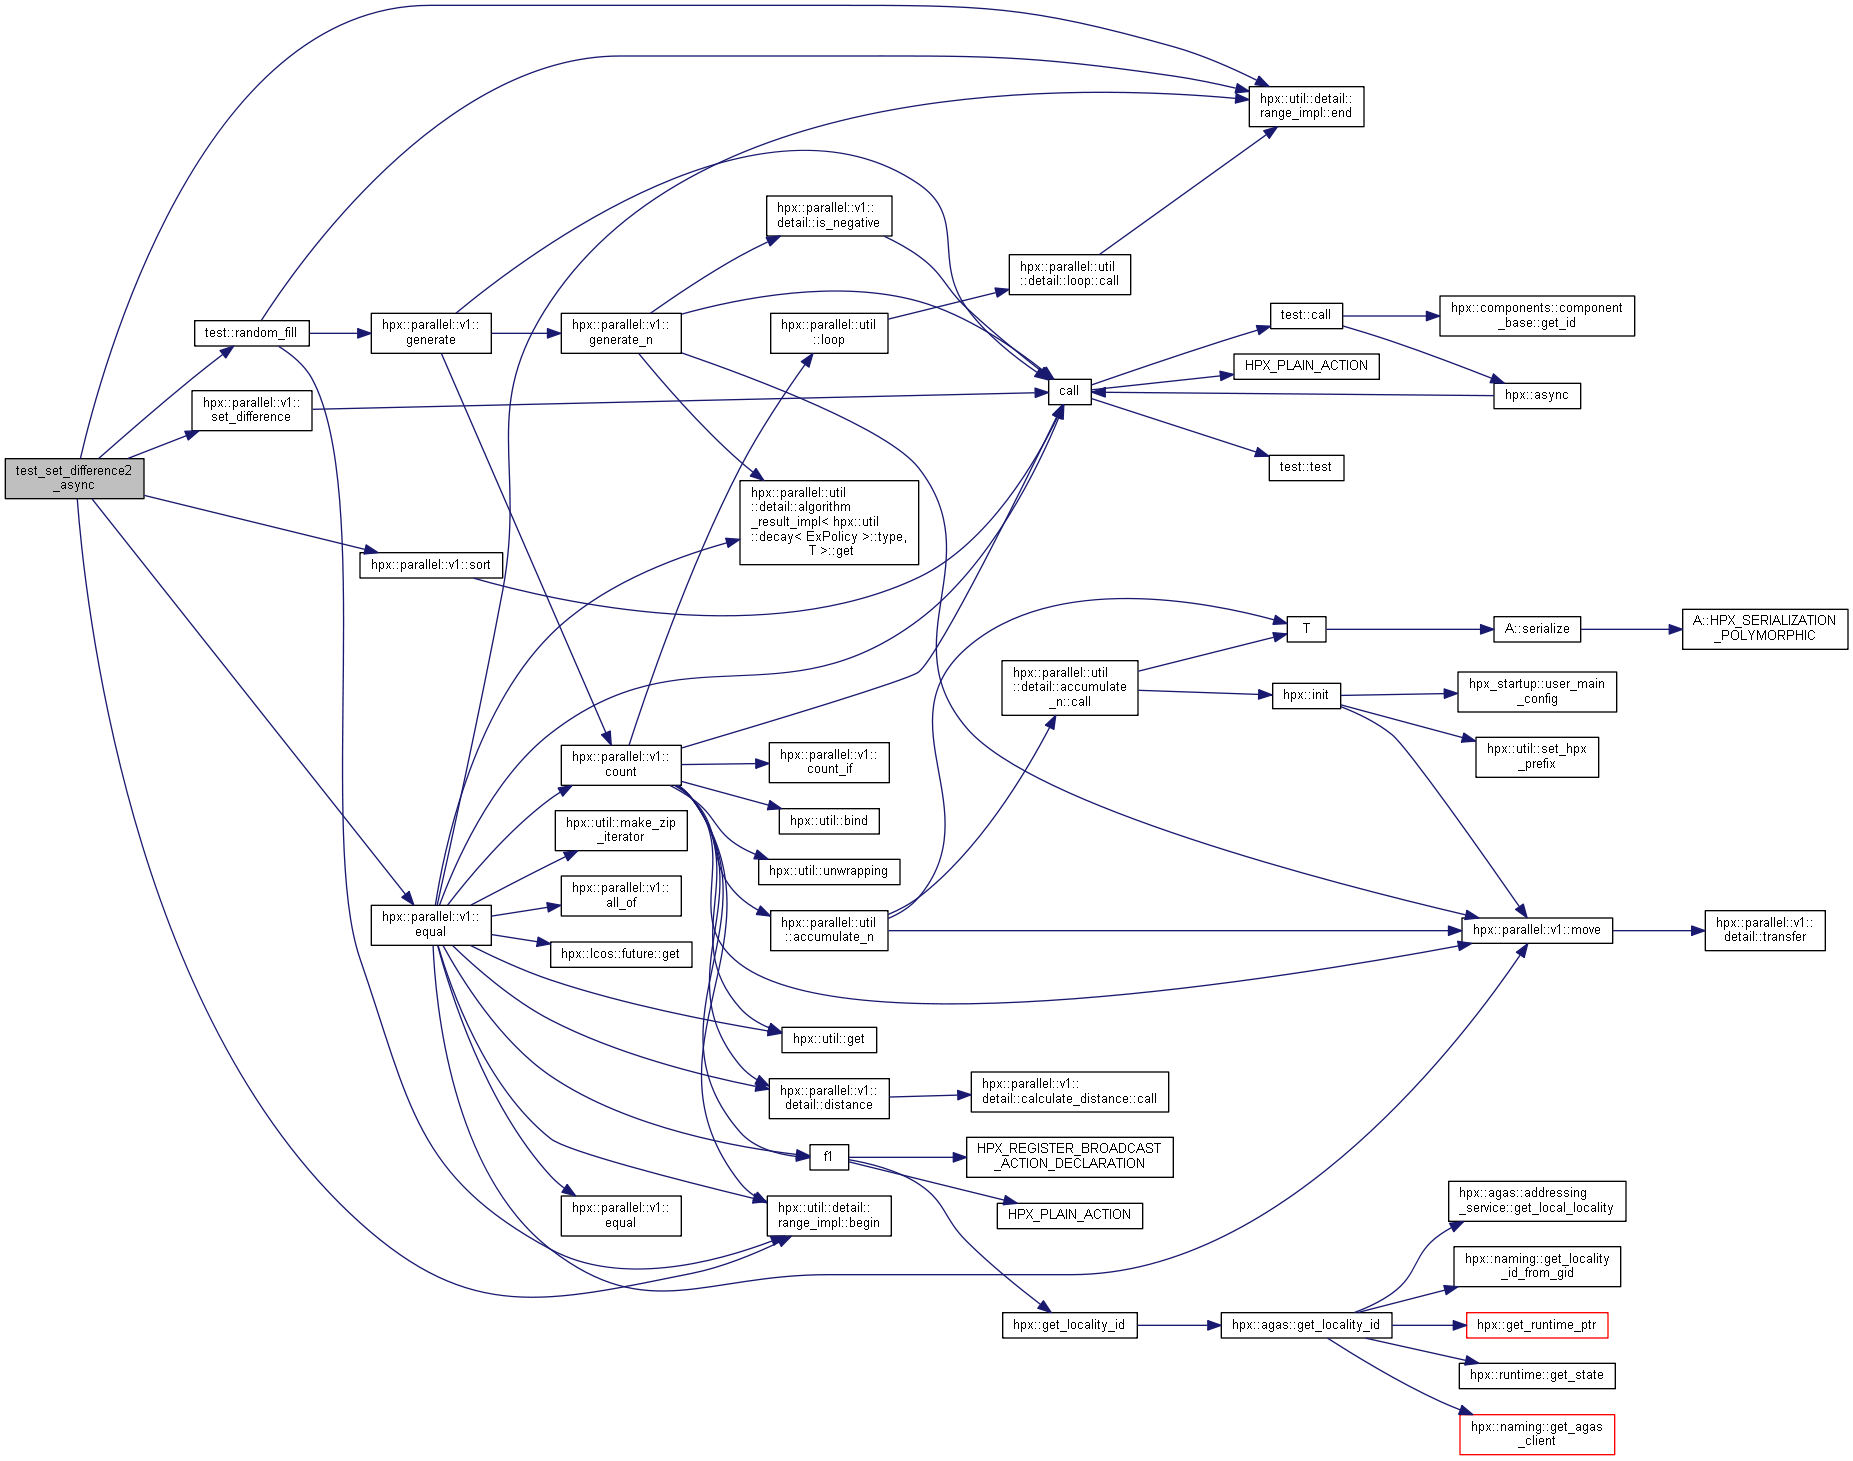 hpx::util::detail::
range_impl::end
hpx::parallel::v1::
detail::is_negative
hpx::parallel::util
::detail::loop::call
test::call
hpx::components::component
_base::get_id
test::random_fill
hpx::parallel::v1::
generate
hpx::parallel::v1::
generate_n
hpx::parallel::util
::loop
HPX_PLAIN_ACTION
call
hpx::async
hpx::parallel::v1::
set_difference
test_set_difference2
_async
test::test
hpx::parallel::util
::detail::algorithm
_result_impl< hpx::util
::decay< ExPolicy >::type,
T >::get
hpx::parallel::v1::sort
T
A::serialize
A::HPX_SERIALIZATION
_POLYMORPHIC
hpx::parallel::util
::detail::accumulate
_n::call
hpx::init
hpx_startup::user_main
_config
hpx::util::set_hpx
_prefix
hpx::parallel::v1::
count
hpx::parallel::v1::
count_if
hpx::util::bind
hpx::util::make_zip
_iterator
hpx::util::unwrapping
hpx::parallel::v1::
all_of
hpx::parallel::v1::
equal
hpx::parallel::util
::accumulate_n
hpx::parallel::v1::move
hpx::parallel::v1::
detail::transfer
hpx::lcos::future::get
hpx::util::get
hpx::parallel::v1::
detail::distance
hpx::parallel::v1::
detail::calculate_distance::call
f1
HPX_REGISTER_BROADCAST
_ACTION_DECLARATION
HPX_PLAIN_ACTION
hpx::parallel::v1::
equal
hpx::util::detail::
range_impl::begin
hpx::agas::addressing
_service::get_local_locality
hpx::naming::get_locality
_id_from_gid
hpx::get_locality_id
hpx::agas::get_locality_id
hpx::get_runtime_ptr
hpx::runtime::get_state
hpx::naming::get_agas
_client